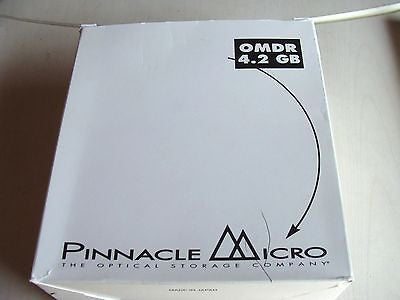 OMDR
4.2 GB
PINNACLE MICRO
THE OPTICAL STORAGE COMPANY®